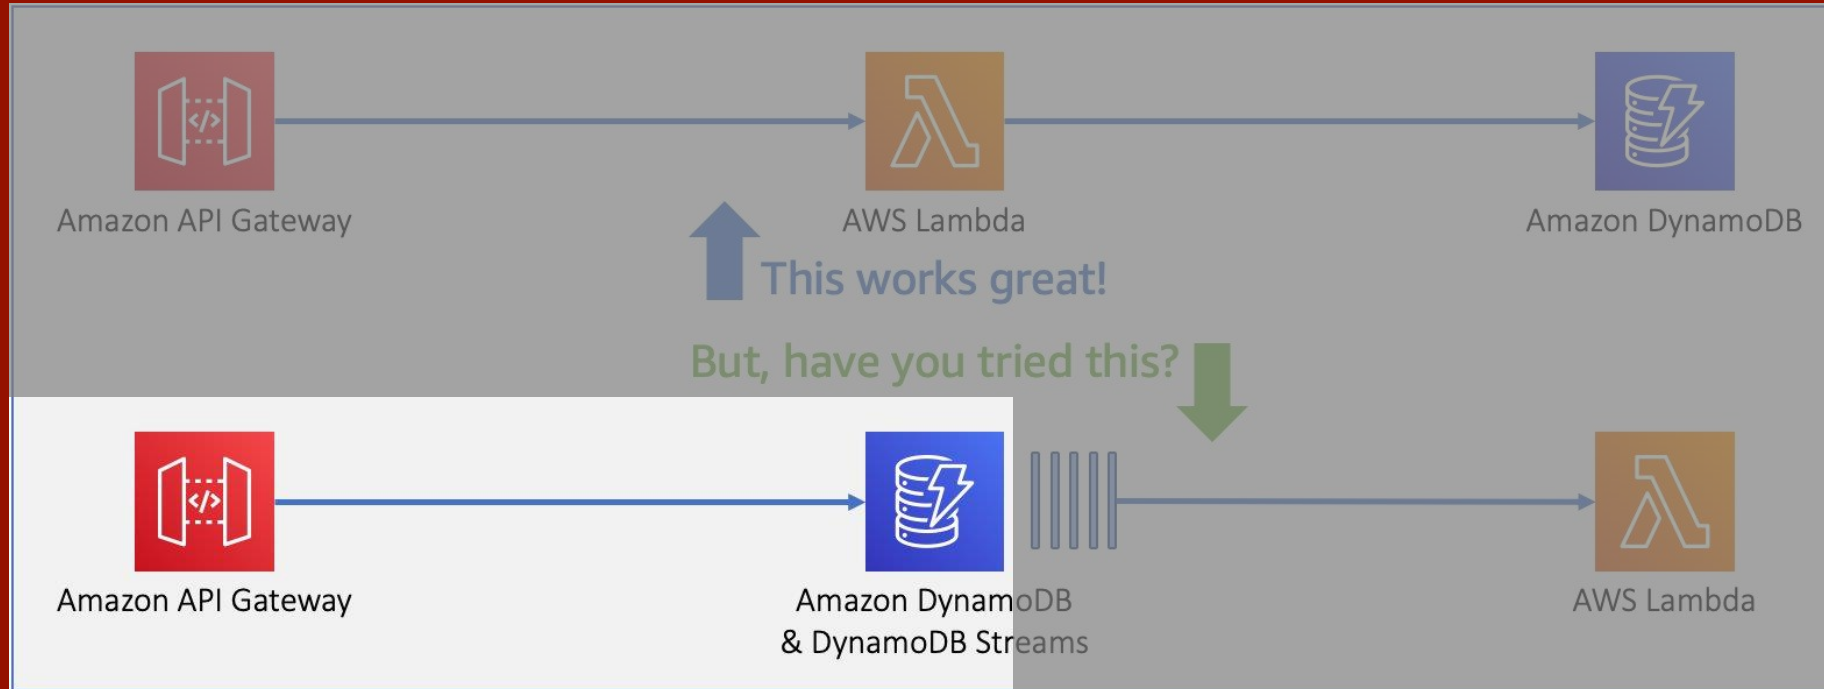 </>
Amazon API Gateway
AWS Lambda
Amazon DynamoDB
This works great!
But, have you tried this?
</>
Amazon API Gateway
Amazon DynamoDB
& DynamoDB Streams
AWS Lambda